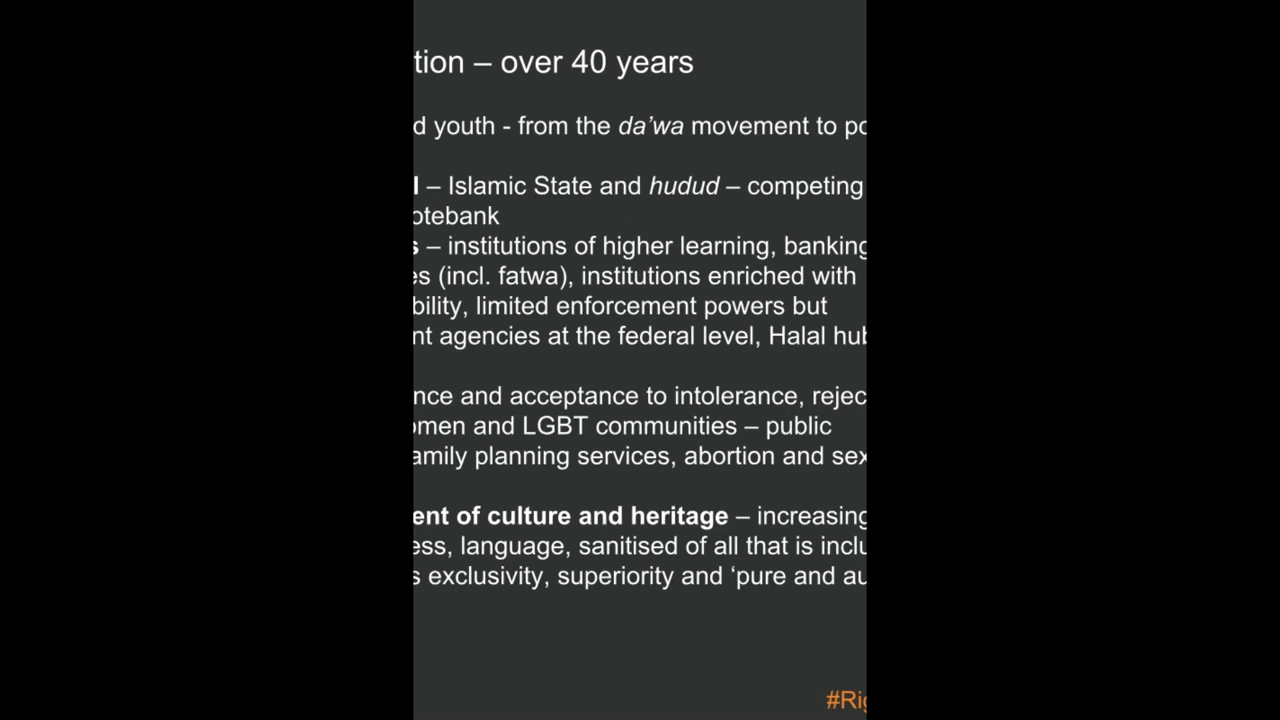 tion – over 40 years
d youth - from the da’wa movement to po
l – Islamic State and hudud – competing
otebank
s – institutions of higher learning, banking
es (incl. fatwa), institutions enriched with
bility, limited enforcement powers but
nt agencies at the federal level, Halal hub
nce and acceptance to intolerance, rejec
omen and LGBT communities – public
amily planning services, abortion and sex
ent of culture and heritage – increasing
ess, language, sanitised of all that is inclu
s exclusivity, superiority and ‘pure and au
#Rig